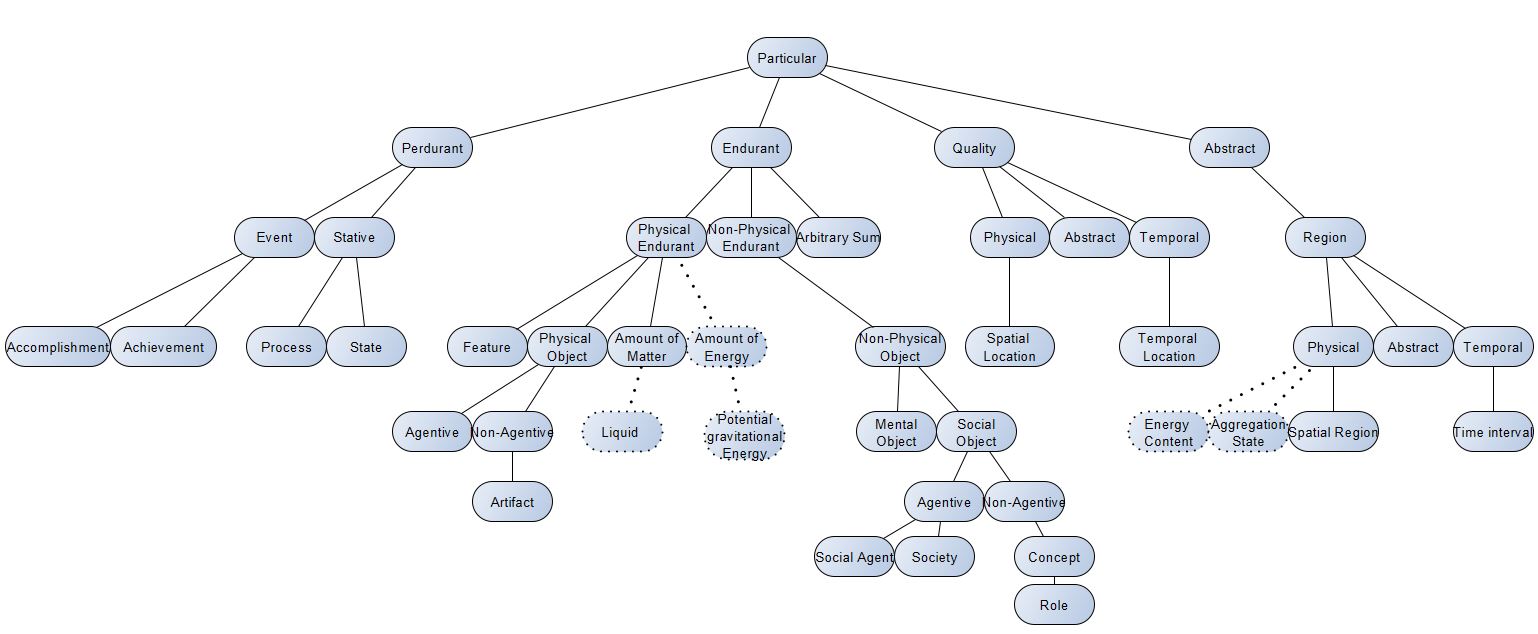 Particular
Perdurant
Endurant
Quality
Abstract
Event
Stative
Physical
Endurant
Non-Physical
Endurant
Arbitrary Sum
Physical
Abstract
Temporal
Region
Accomplishment
Achievement
Process
State
Feature
Physical
Object
Amount of
Matter
Amount of
Energy
Non-Physical
Object
Spatial
Location
Temporal
Location
Physical
Abstract
Temporal
Agentive
Non-Agentive
Liquid
Potential
gravitational
Energy
Mental
Object
Social
Object
Energy
Content
Aggregation
State
Spatial Region
Time interval
Artifact
Agentive
Non-Agentive
Social Agent
Society
Concept
Role